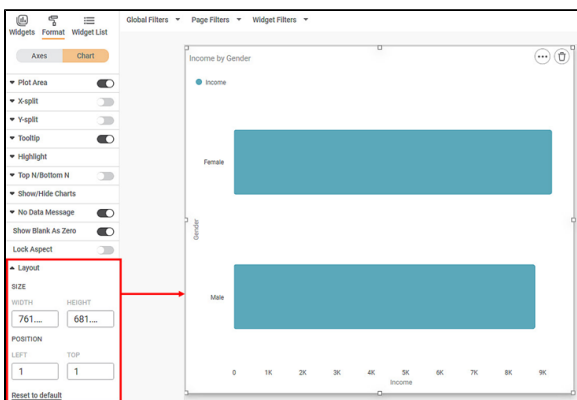 Widgets Format Widget List
Global Filters Page Filters Widget Filters
Axes Chart
Plot Area
X-split
Y-split
Tooltip
Highlight
Top N/Bottom N
Show/Hide Charts
No Data Message
Show Blank As Zero
Lock Aspect
Layout
SIZE
WIDTH HEIGHT
761.... 681....
POSITION
LEFT TOP
1 1
Reset to default
Income by Gender
Income
Female
Gender
Male
0 1K 2K 3K 4K 5K 6K 7K 8K 9K
Income